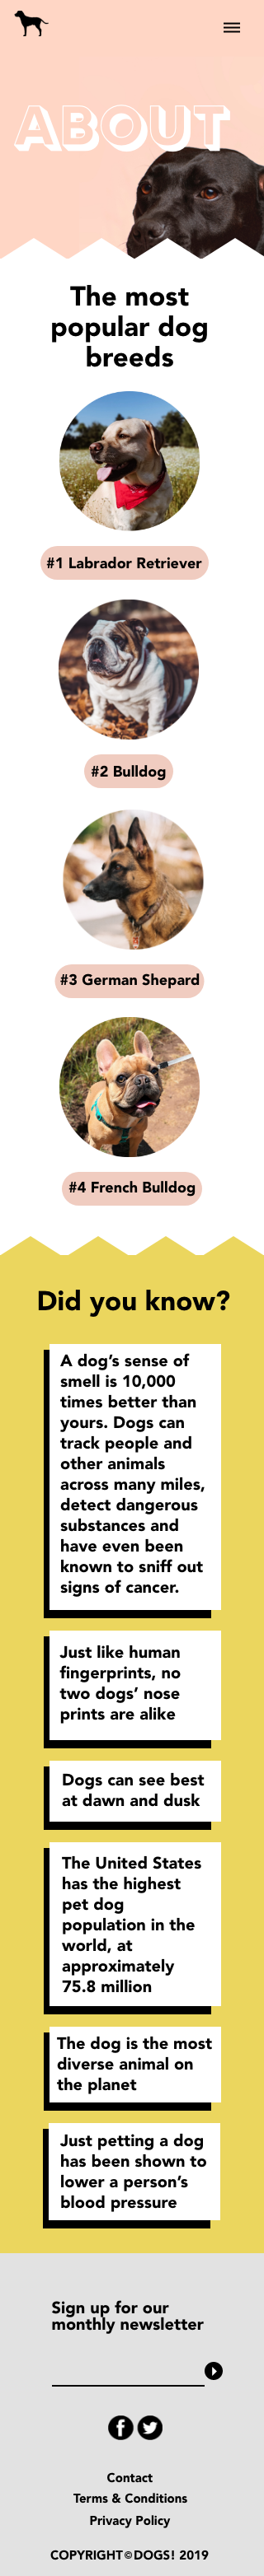 ABOUT
The most
popular dog
breeds
#1 Labrador Retriever
#2 Bulldog
#3 German Shepard
#4 French Bulldog
Did you know?
A dog’s sense of
smell is 10,000
times better than
yours. Dogs can
track people and
other animals
across many miles,
detect dangerous
substances and
have even been
known to sniff out
signs of cancer.
Just like human
fingerprints, no
two dogs’ nose
prints are alike
Dogs can see best
at dawn and dusk
The United States
has the highest
pet dog
population in the
world, at
approximately
75.8 million
The dog is the most
diverse animal on
the planet
Just petting a dog
has been shown to
lower a person’s
blood pressure
Sign up for our
monthly newsletter
Contact
Terms & Conditions
Privacy Policy
COPYRIGHT©DOGS! 2019